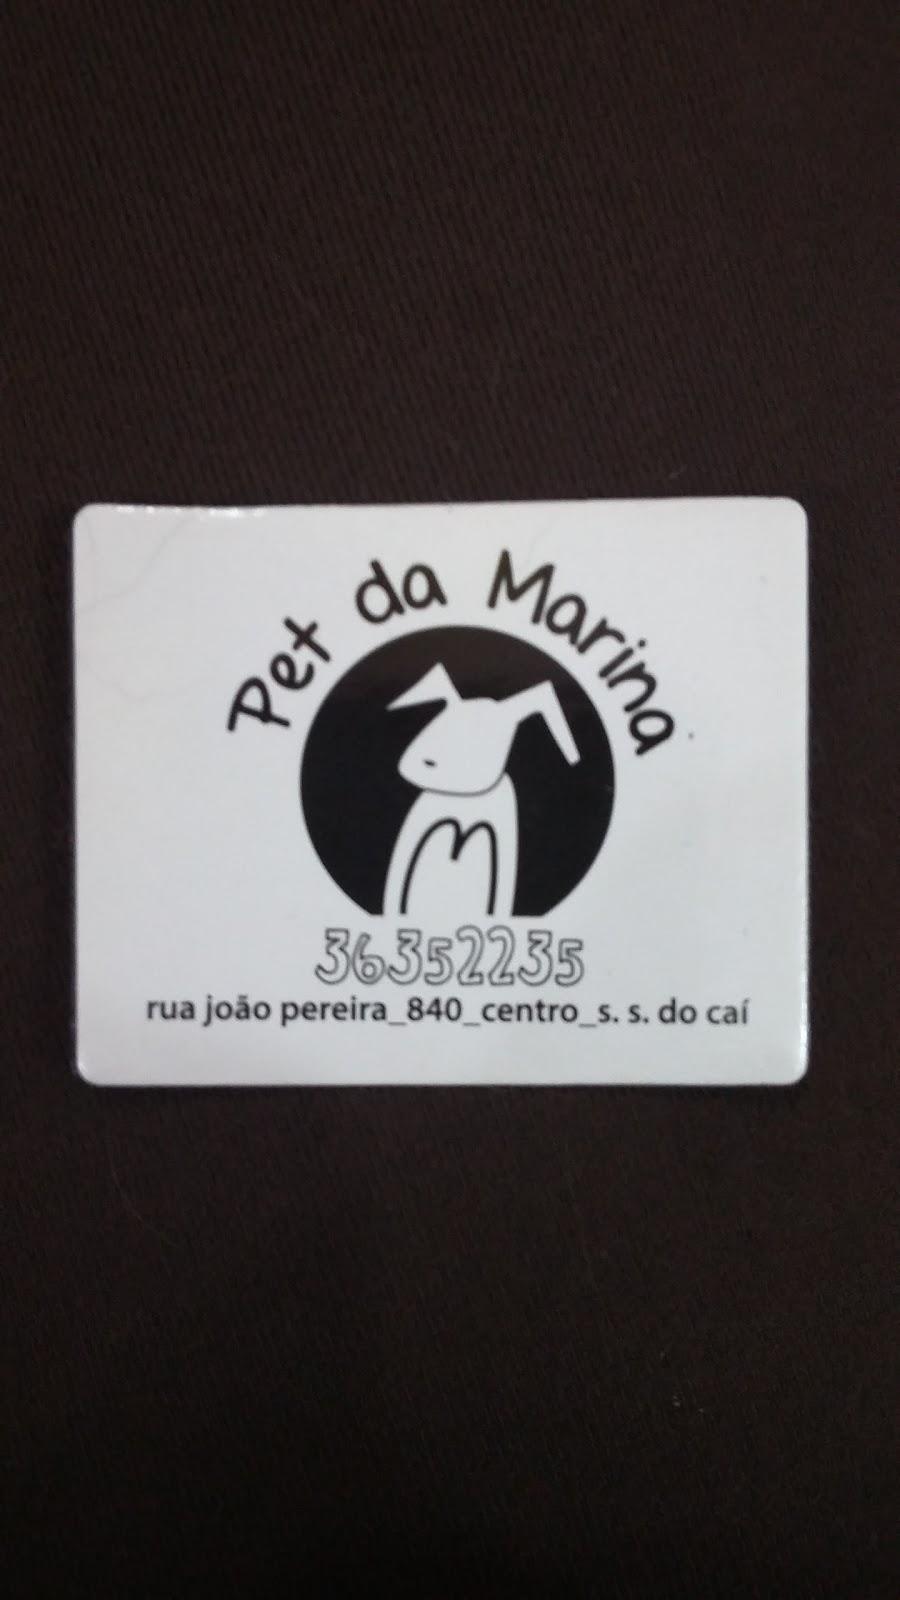 Pet da Marina
36352235
rua joão pereira_840_centro_s. s. do caí